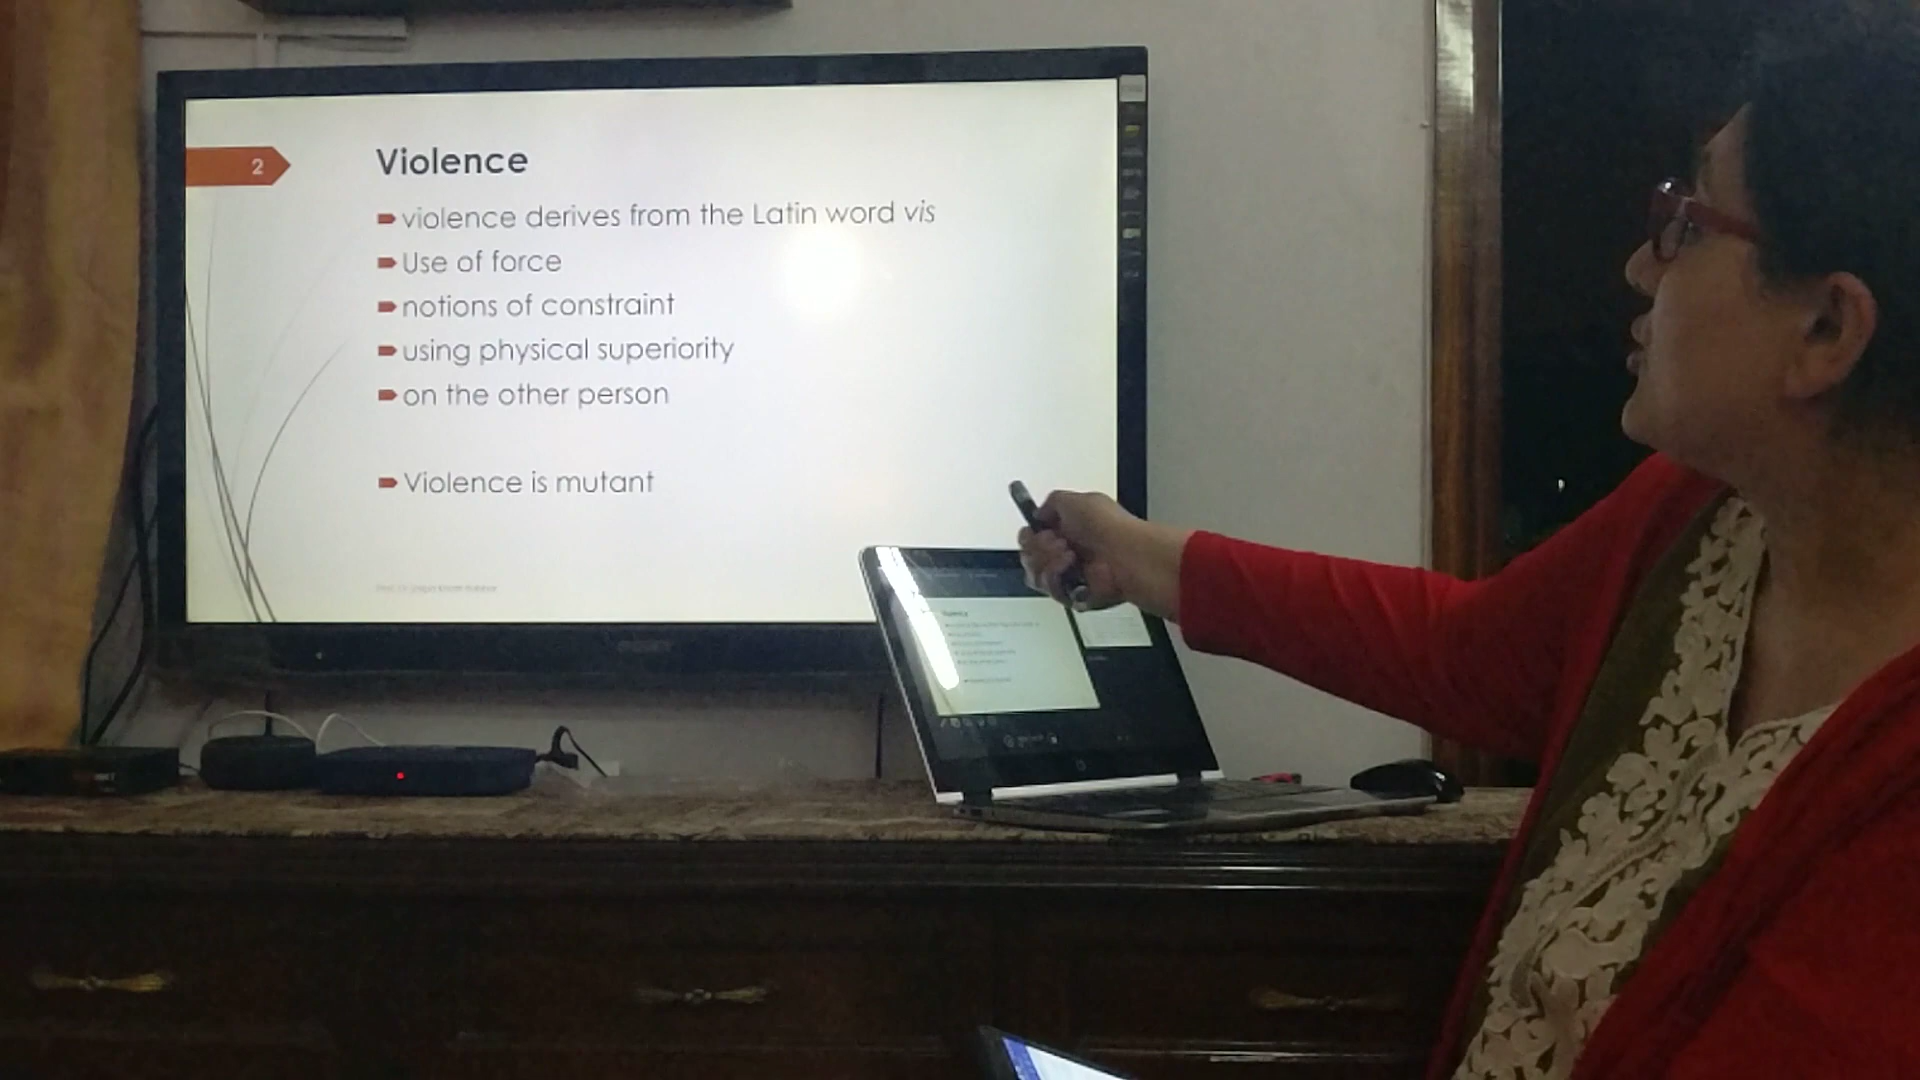 2
Violence
violence derives from the Latin word vis
Use of force
notions of constraint
using physical superiority
on the other person
Violence is mutant